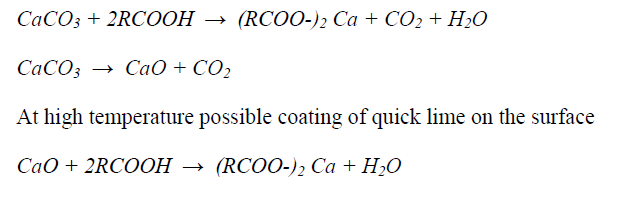 CaCO₃ + 2RCOOH → (RCOO-)₂ Ca + CO₂ + H₂O
CaCO₃ → CaO + CO₂
At high temperature possible coating of quick lime on the surface
CaO + 2RCOOH → (RCOO-)₂ Ca + H₂O